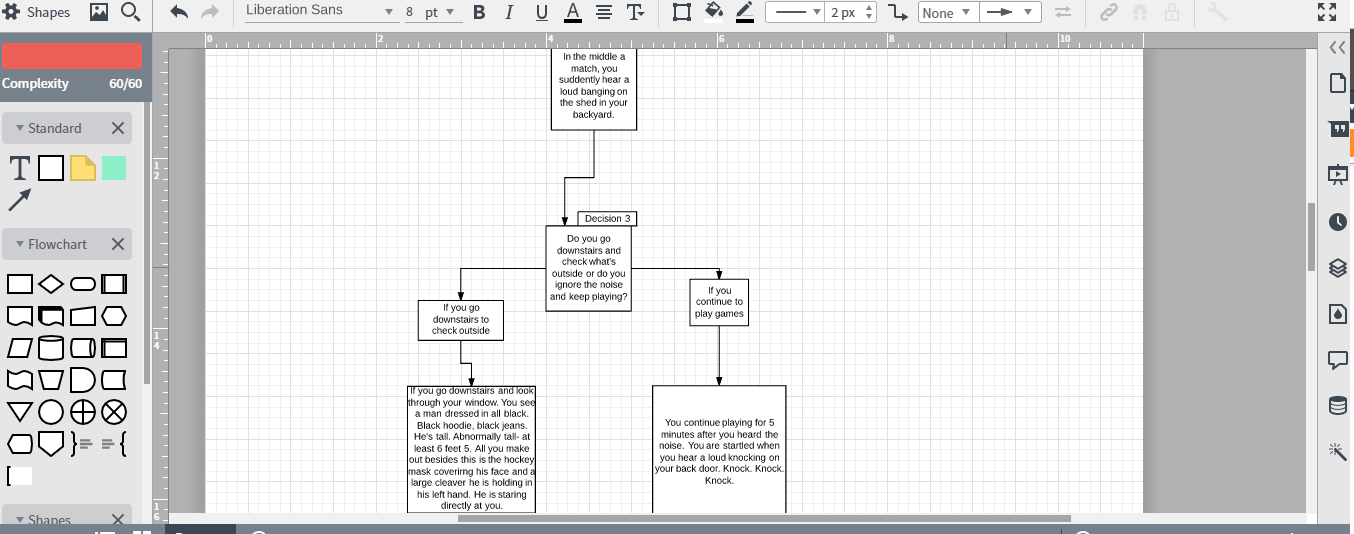 Shapes
Liberation Sans
8 pt
B I U A T
2 px
None
0 2 4 6 8 10
Complexity 60/60
Standard
T
Flowchart
Shapes
1
2
1
4
1
6
In the middle a
match, you
suddently hear a
loud banging on
the shed in your
backyard.
Decision 3
Do you go
downstairs and
check what's
outside or do you
ignore the noise
and keep playing?
If you go
downstairs to
check outside
If you
continue to
play games
If you go downstairs and look
through your window. You see
a man dressed in all black.
Black hoodie, black jeans.
He's tall. Abnormally tall- at
least 6 feet 5. All you make
out besides this is the hockey
mask coverirng his face and a
large cleaver he is holding in
his left hand. He is staring
directly at you.
You continue playing for 5
minutes after you heard the
noise. You are startled when
you hear a loud knocking on
your back door. Knock. Knock.
Knock.